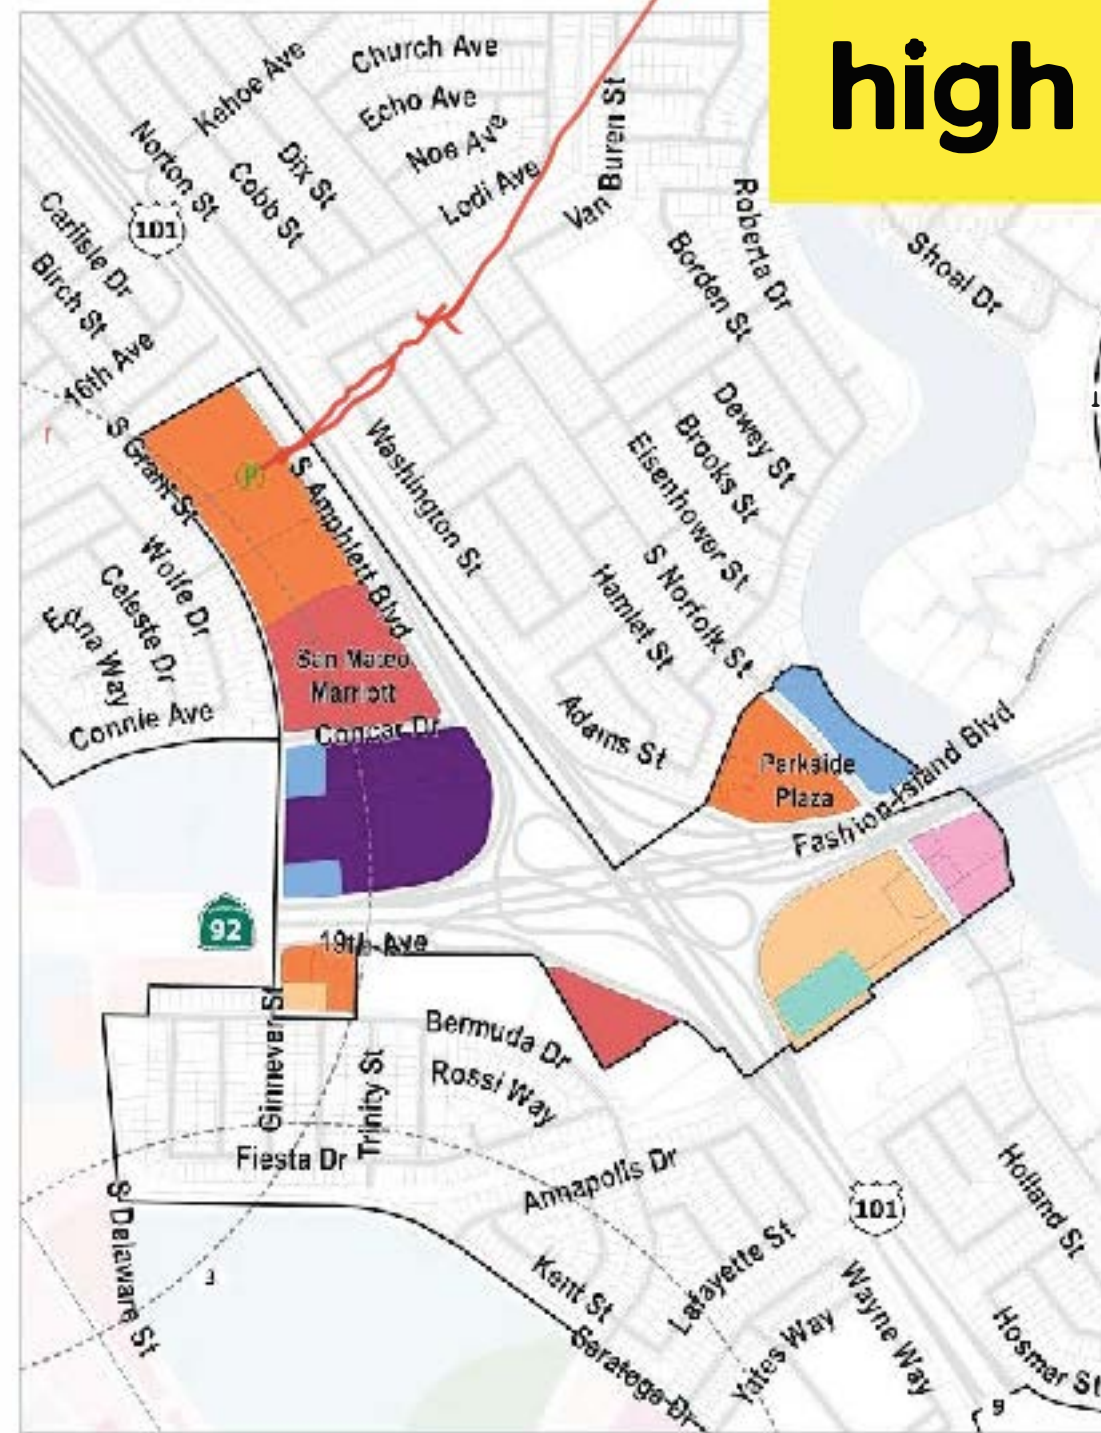 high
Church Ave
Kehoe Ave
Echo Ave
Noe Ave
Lodi Ave
Norton St
Dix St
Cobb St
Van Buren St
Roberta Dr
Borden St
Shoal Dr
101
Carlisle Dr
Birch St
16th Ave
S Grant St
S Amphlett Blvd
Washington St
Dewey St
Brooks St
Eisenhower St
S Norfolk St
Hamlet St
Wolfe Dr
Celeste Dr
Edna Way
Connie Ave
San Mateo
Marriott
Concar Dr
Adams St
Parkside
Plaza
Fashion Island Blvd
92
19th Ave
Ginnever St
Trinity St
Bermuda Dr
Rossi Way
Fiesta Dr
Annapolis Dr
101
Holland St
S Delaware St
3
Kent St
Lafayette St
Wayne Way
Yates Way
Saratoga Dr
Hosmer St
9
P